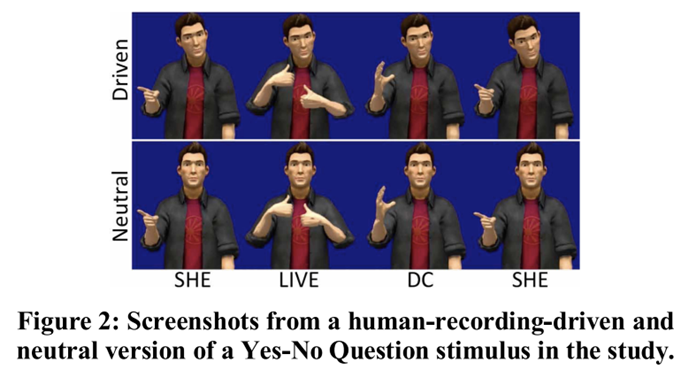 Driven
Neutral
SHE LIVE DC SHE
Figure 2: Screenshots from a human-recording-driven and
neutral version of a Yes-No Question stimulus in the study.